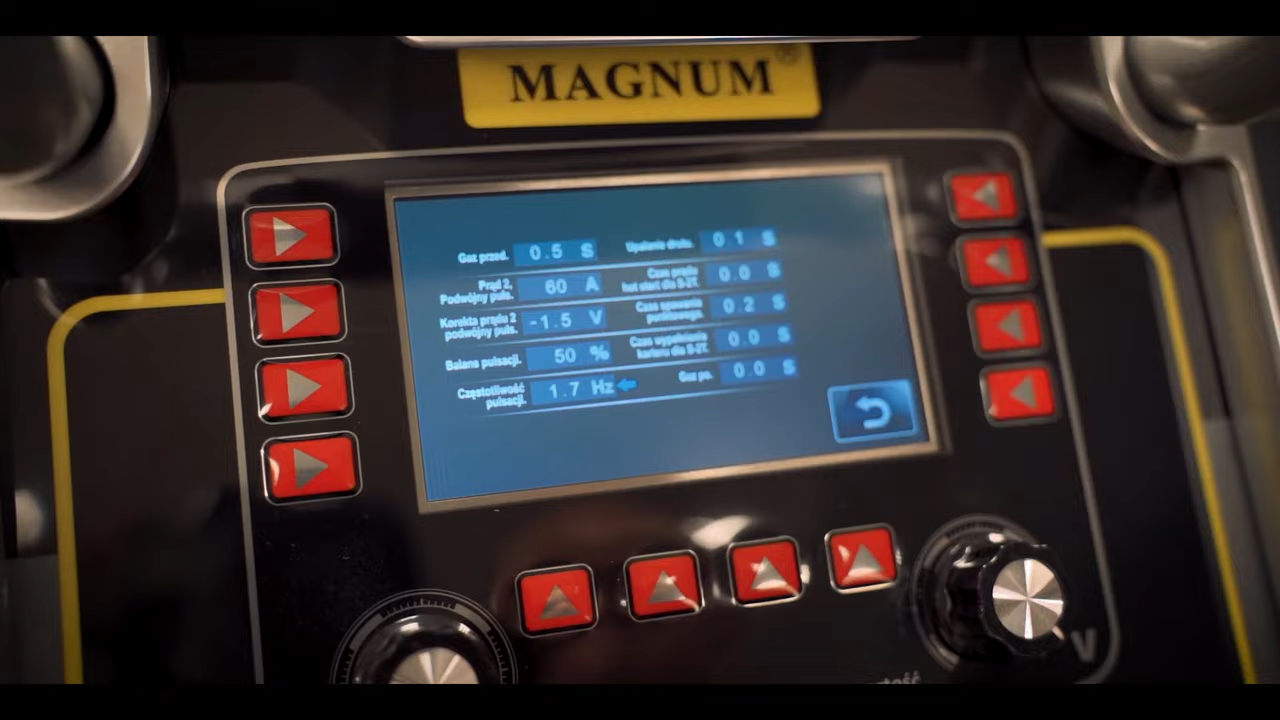 MAGNUM®
Gaz przed. 0.5 S
Upalanie drutu. 0.1 S
Prąd 2,
Podwójny puls. 60 A
Czas prądu
hot start dla S-2T. 0.0 S
Korekta prądu 2
podwójny puls. -1.5 V
Czas spawania
punktowego. 0.2 S
Balans pulsacji. 50 %
Czas wypełniania
krateru dla S-2T. 0.0 S
Częstotliwość
pulsacji. 1.7 Hz
Gaz po. 0.0 S
V